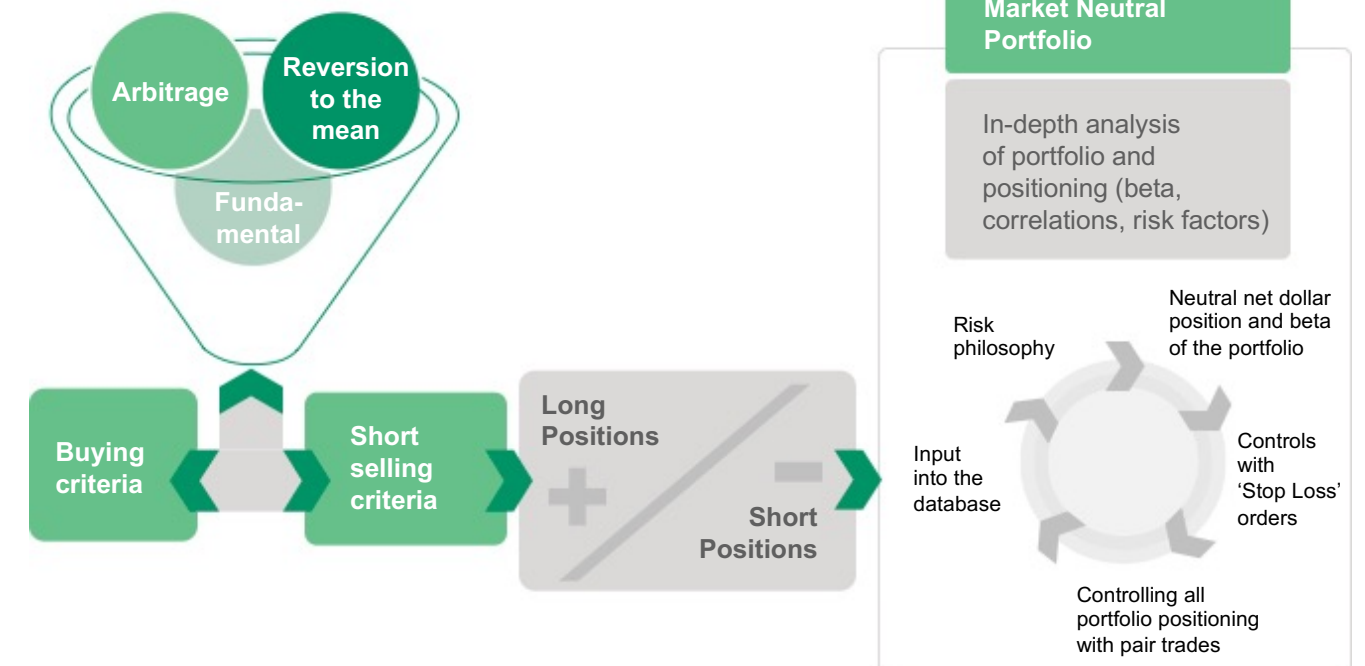 Arbitrage
Reversion
to the
mean
Funda-
mental
Buying
criteria
Short
selling
criteria
Long
Positions
Short
Positions
Market Neutral
Portfolio
In-depth analysis
of portfolio and
positioning (beta,
correlations, risk factors)
Risk
philosophy
Neutral net dollar
position and beta
of the portfolio
Controls
with
‘Stop Loss’
orders
Controlling all
portfolio positioning
with pair trades
Input
into the
database